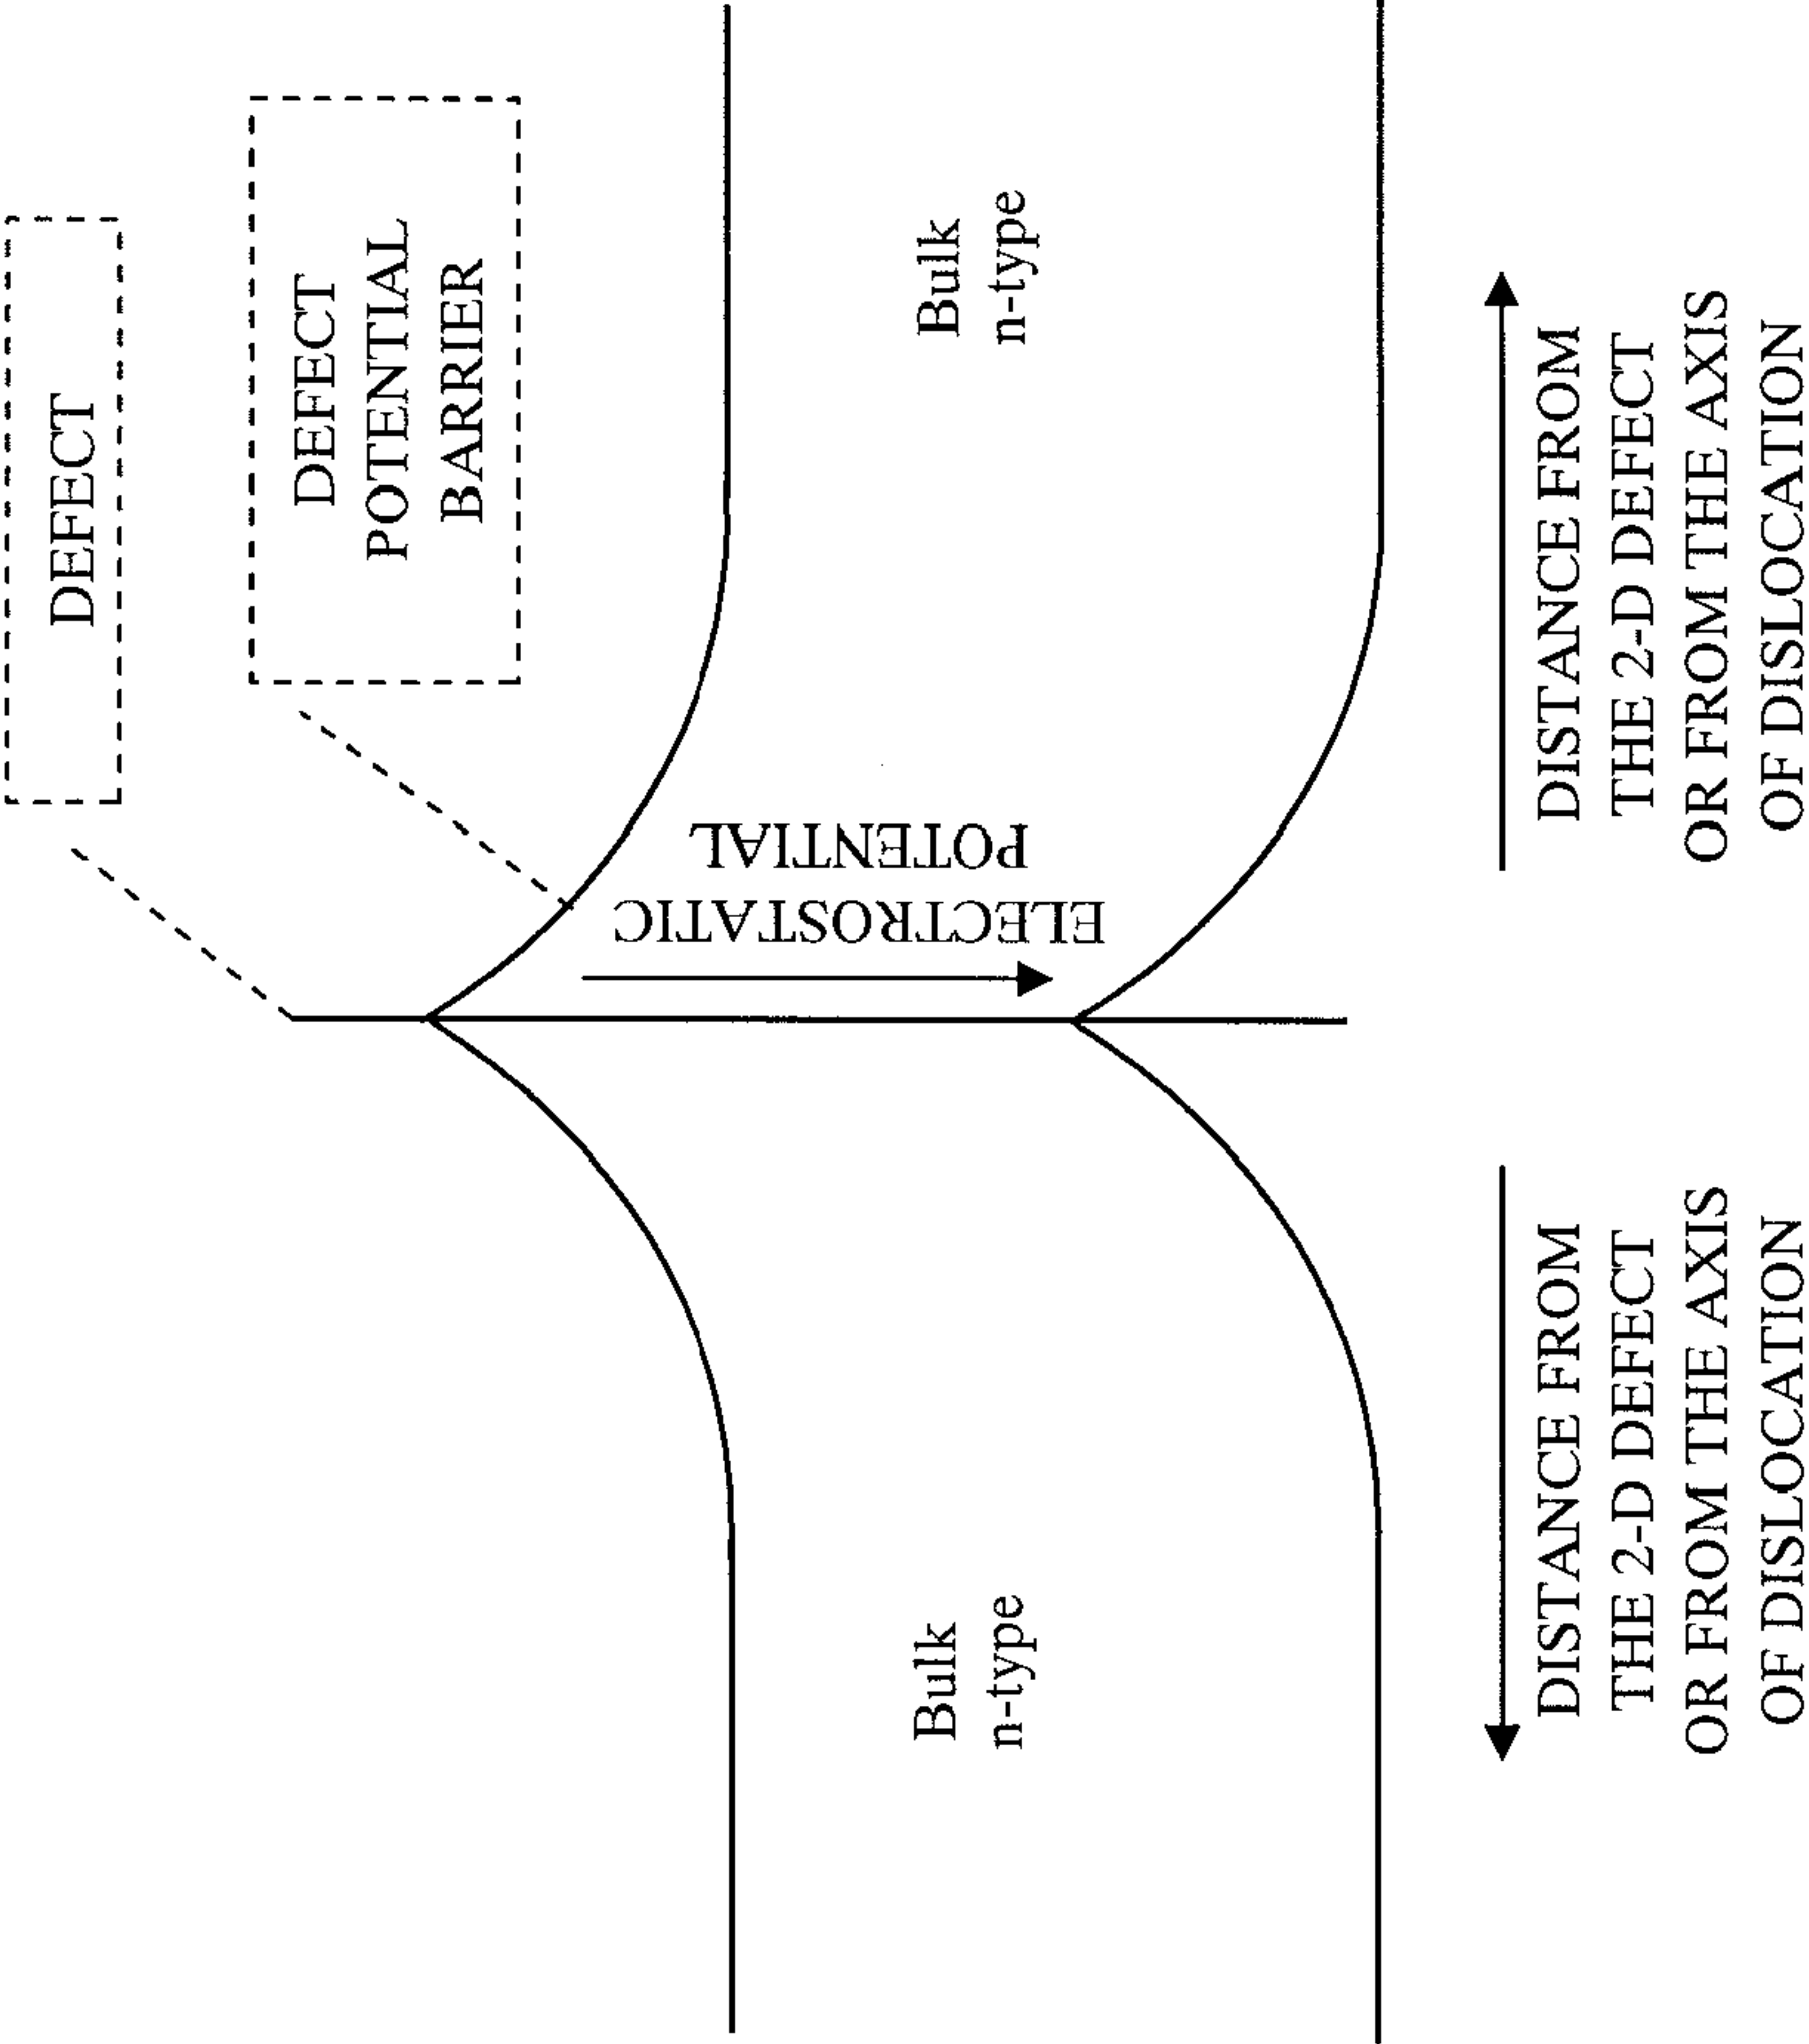 DEFECT
DEFECT
POTENTIAL
BARRIER
ELECTROSTATIC
POTENTIAL
Bulk
n-type
Bulk
n-type
DISTANCE FROM
THE 2-D DEFECT
OR FROM THE AXIS
OF DISLOCATION
DISTANCE FROM
THE 2-D DEFECT
OR FROM THE AXIS
OF DISLOCATION